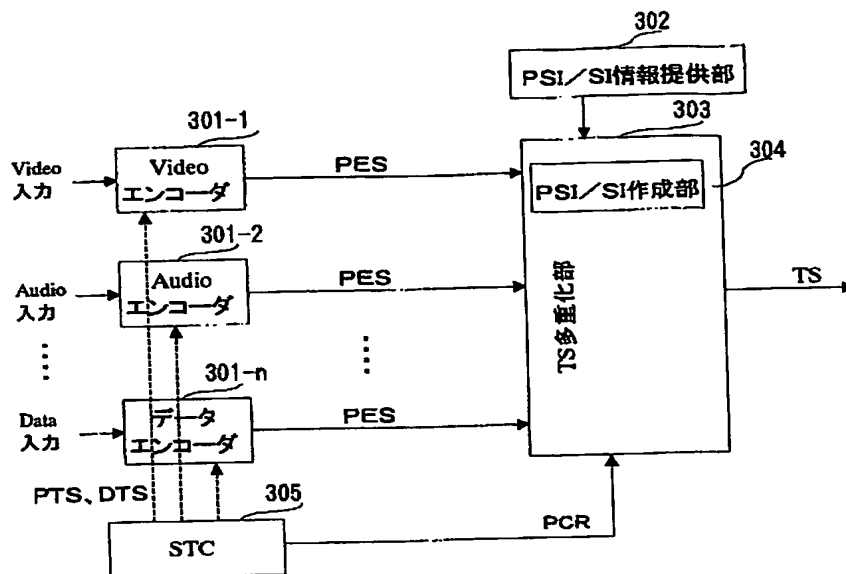 302
PSI／SI情報提供部
303
301-1
Video
入力
Video
エンコーダ
PES
304
PSI／SI作成部
301-2
Audio
入力
Audio
エンコーダ
PES
TS多重化部
TS
301-n
Data
入力
データ
エンコーダ
PES
PTS、DTS
305
STC
PCR